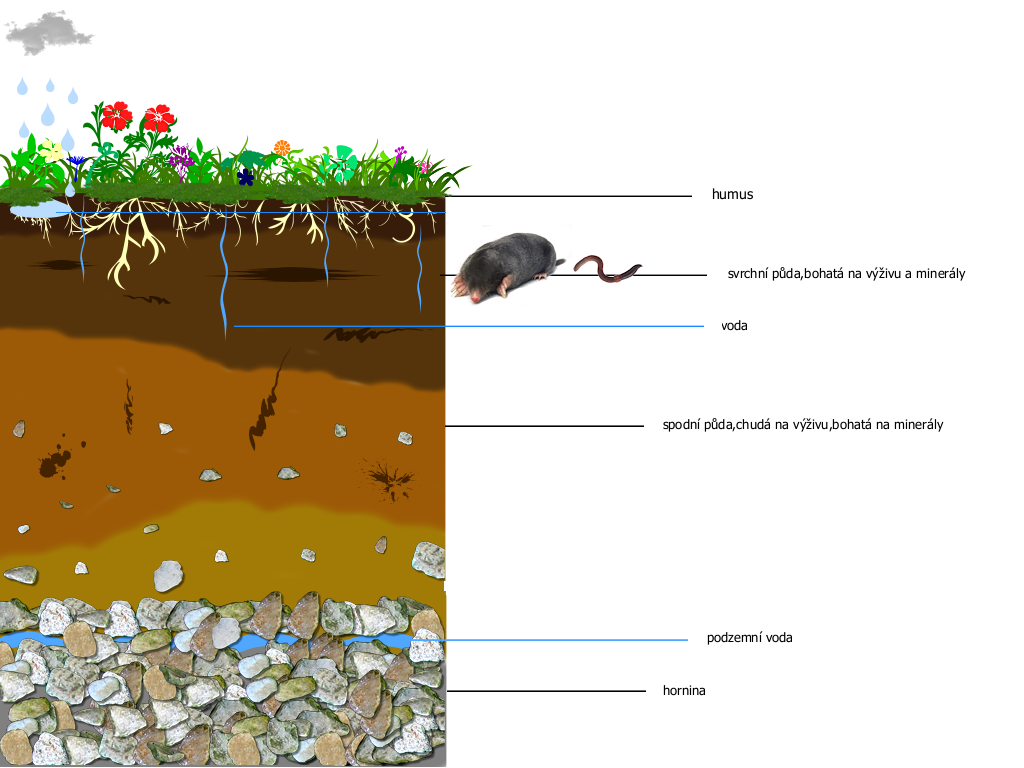 humus
svrchní půda,bohatá na výživu a minerály
voda
spodní půda,chudá na výživu,bohatá na minerály
podzemní voda
hornina